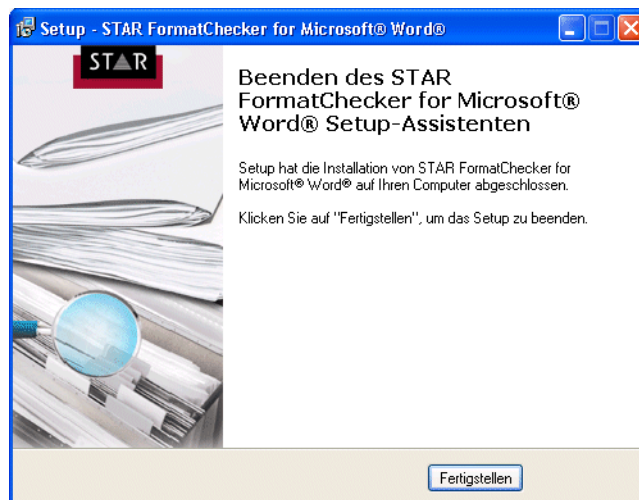 Setup - STAR FormatChecker for Microsoft® Word®
STAR
Beenden des STAR
FormatChecker for Microsoft®
Word® Setup-Assistenten
Setup hat die Installation von STAR FormatChecker for
Microsoft® Word® auf Ihren Computer abgeschlossen.
Klicken Sie auf "Fertigstellen", um das Setup zu beenden.
Fertigstellen